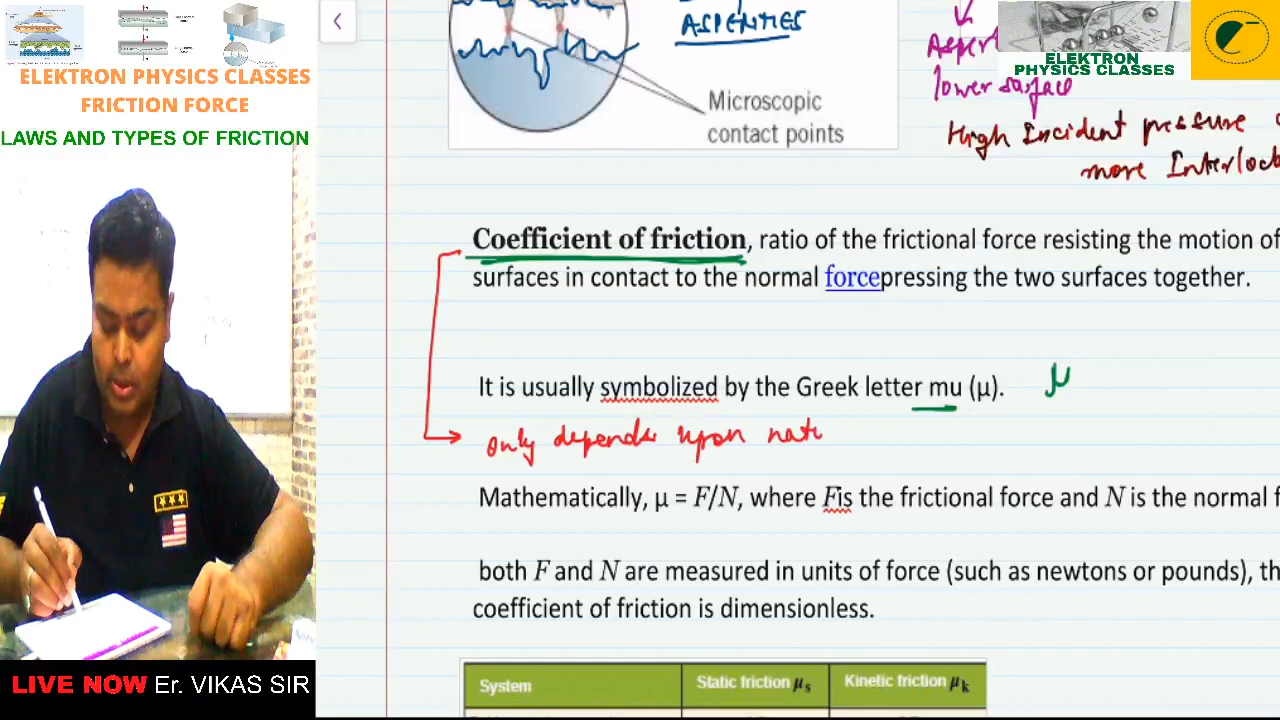 ELEKTRON PHYSICS CLASSES
FRICTION FORCE
LAWS AND TYPES OF FRICTION
ASPERITIES
Microscopic
contact points
lower surface
High Incident pressure
more Interlock
ELEKTRON
PHYSICS CLASSES
Coefficient of friction, ratio of the frictional force resisting the motion of
surfaces in contact to the normal forcepressing the two surfaces together.
It is usually symbolized by the Greek letter mu (μ). μ
only depends upon natu
Mathematically, μ = F/N, where Fis the frictional force and N is the normal f
both F and N are measured in units of force (such as newtons or pounds), th
coefficient of friction is dimensionless.
System Static friction μs Kinetic friction μk
LIVE NOW Er. VIKAS SIR